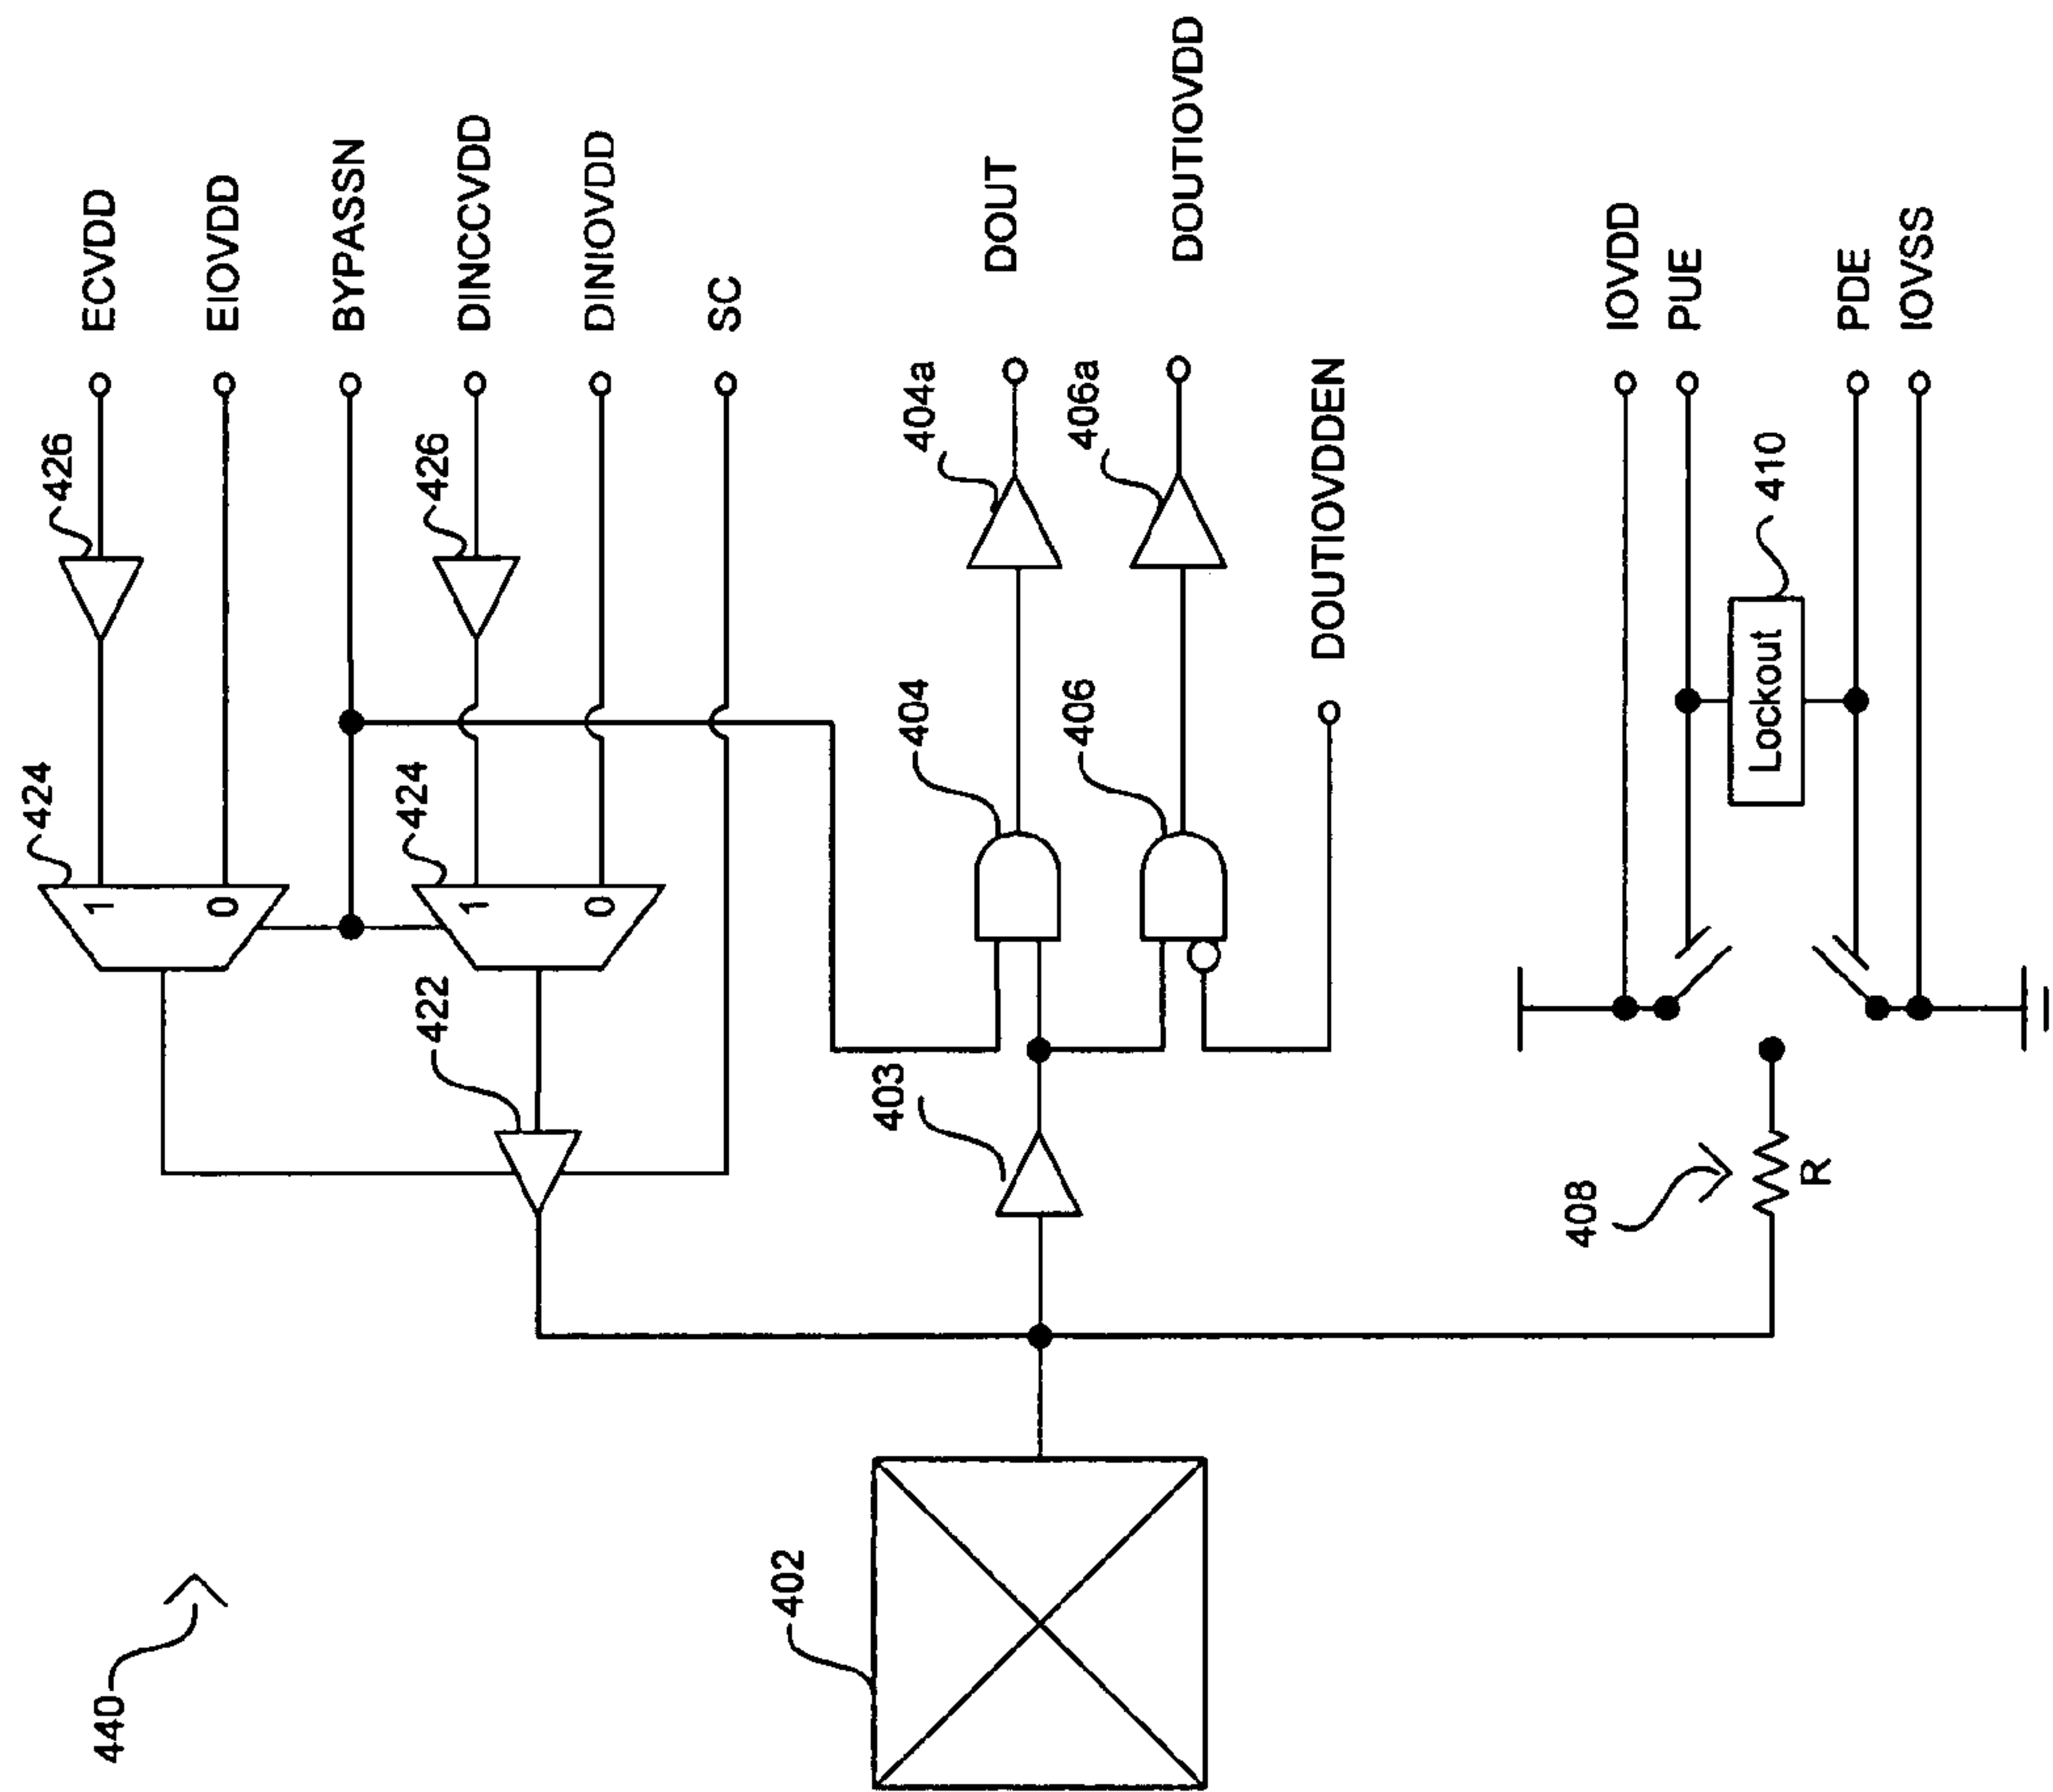 440
402
ECVDD
EIOVDD
BYPASSN
DINCCVDD
DINIOVDD
SC
426
426
424
424
1
0
1
0
422
DOUT
DOUTIOVDD
404a
406a
404
406
403
DOUTIOVDDEN
IOVDD
PUE
PDE
IOVSS
Lockout
410
408
R